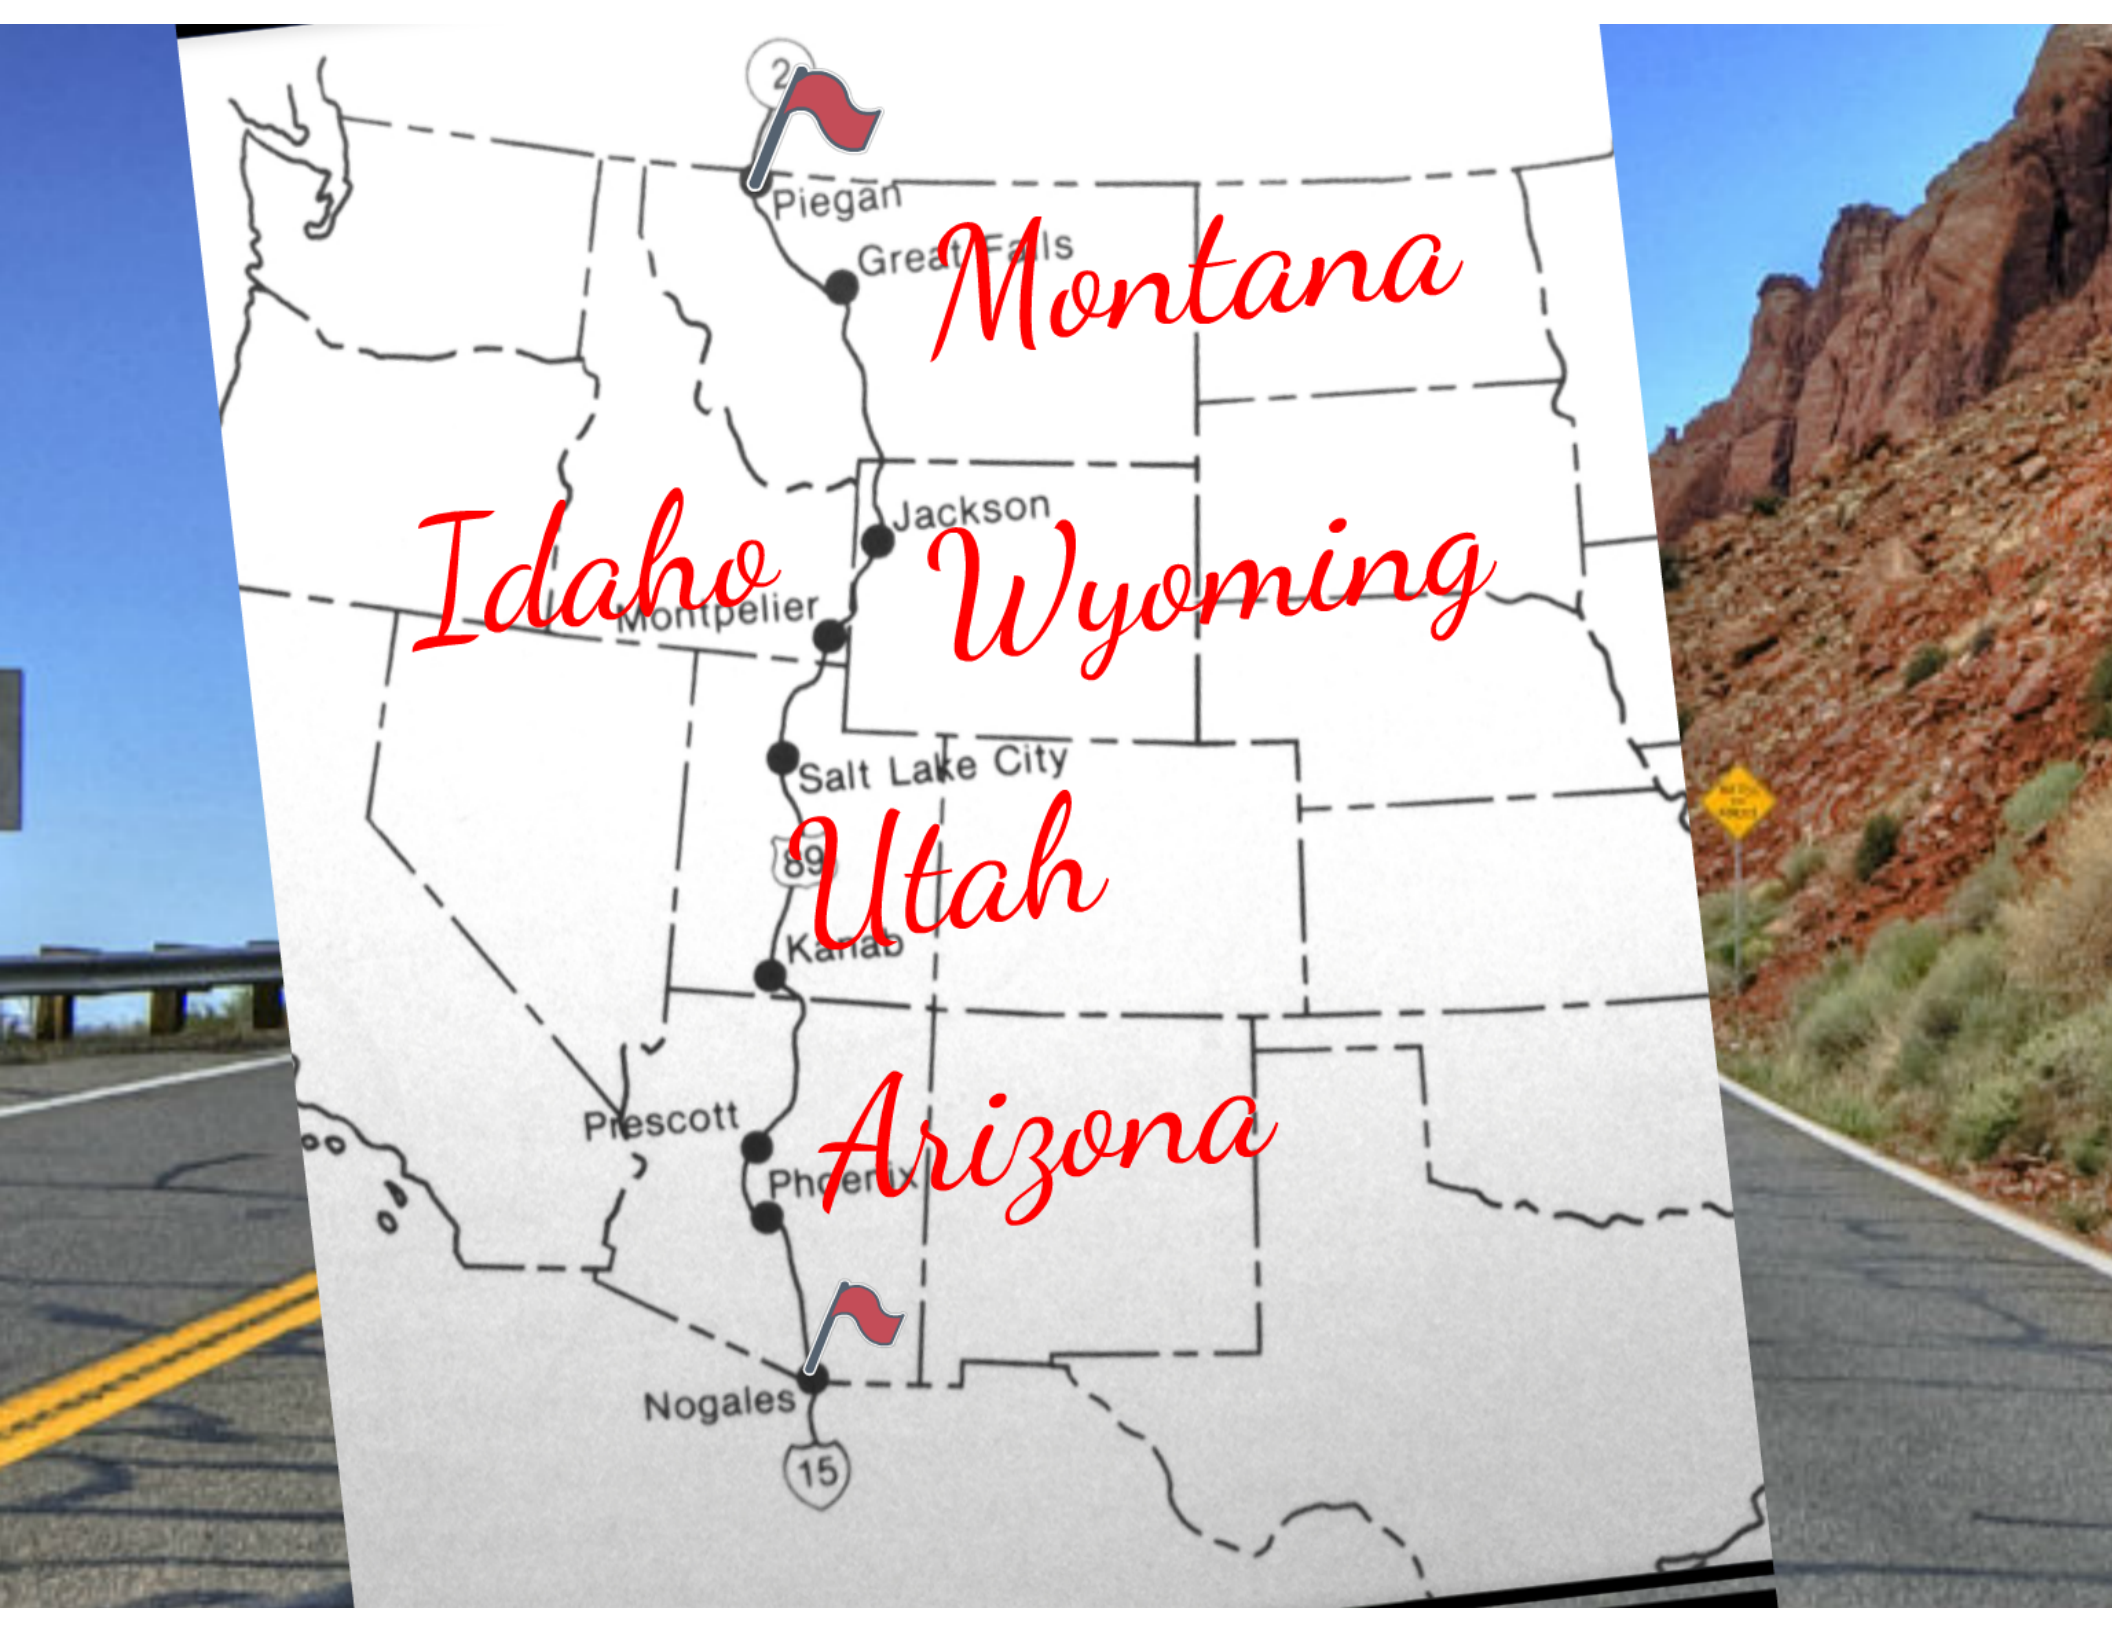 2
Piegan
Great Falls
Montana
Jackson
Idaho
Wyoming
Montpelier
Salt Lake City
89
Utah
Kanab
Prescott
Arizona
Phoenix
Nogales
15